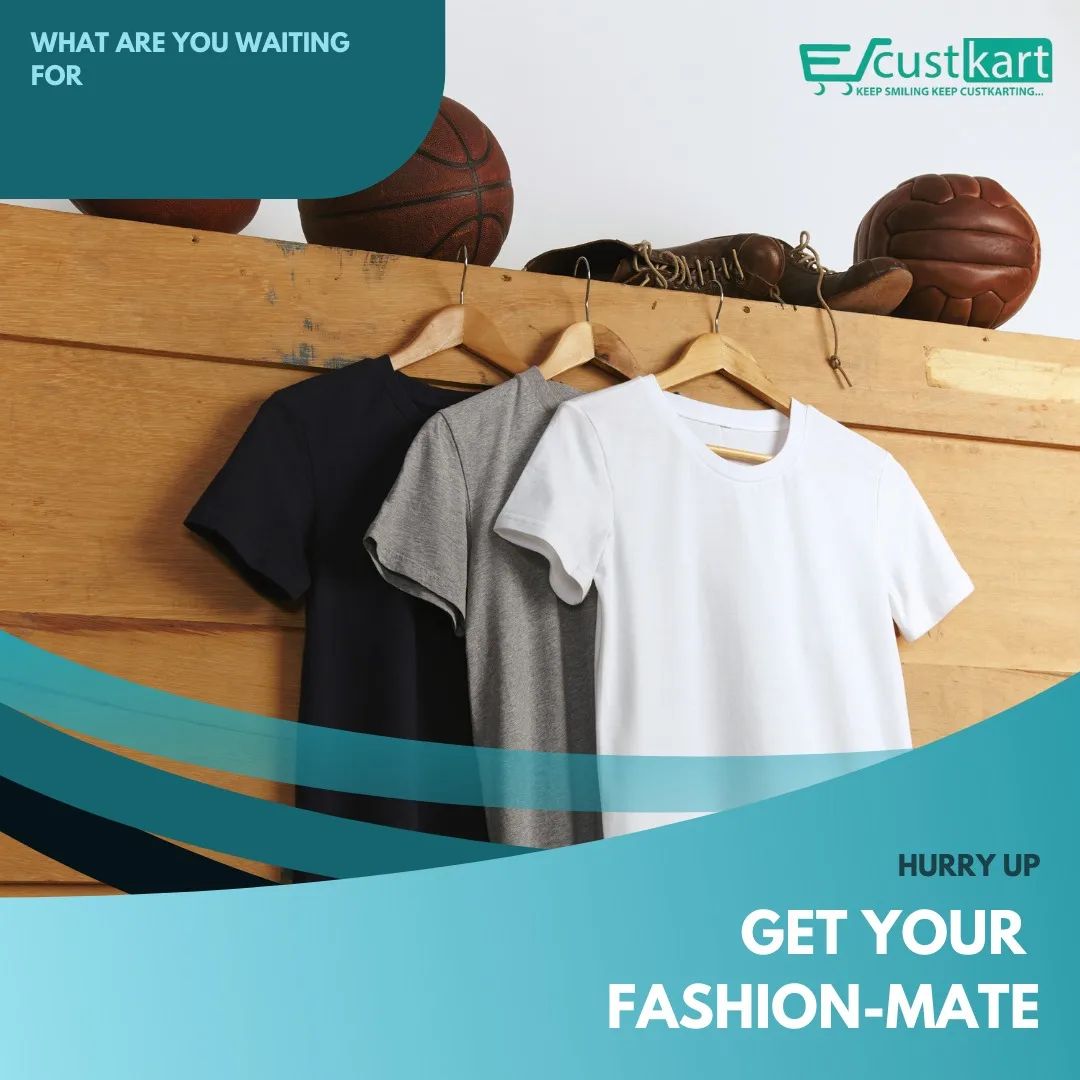 WHAT ARE YOU WAITING
FOR
custkart
KEEP SMILING KEEP CUSTKARTING...
HURRY UP
GET YOUR
FASHION-MATE